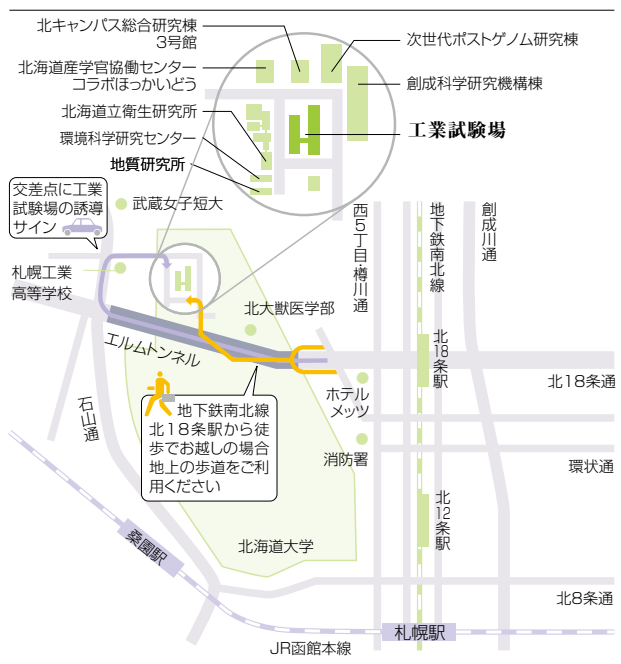 北キャンパス総合研究棟
3号館
次世代ポストゲノム研究棟
北海道産学官協働センター
コラボほっかいどう
創成科学研究機構棟
北海道立衛生研究所
工業試験場
環境科学研究センター
地質研究所
交差点に工業
試験場の誘導
サイン
武蔵女子短大
西5丁目・樽川通
地下鉄南北線
創成川通
札幌工業
高等学校
北大獣医学部
エルムトンネル
北18条駅
北18条通
ホテル
メッツ
石山通
地下鉄南北線
北18条駅から徒
歩でお越しの場合
地上の歩道をご利
用ください
消防署
環状通
北12条駅
桑園駅
北海道大学
北8条通
札幌駅
JR函館本線